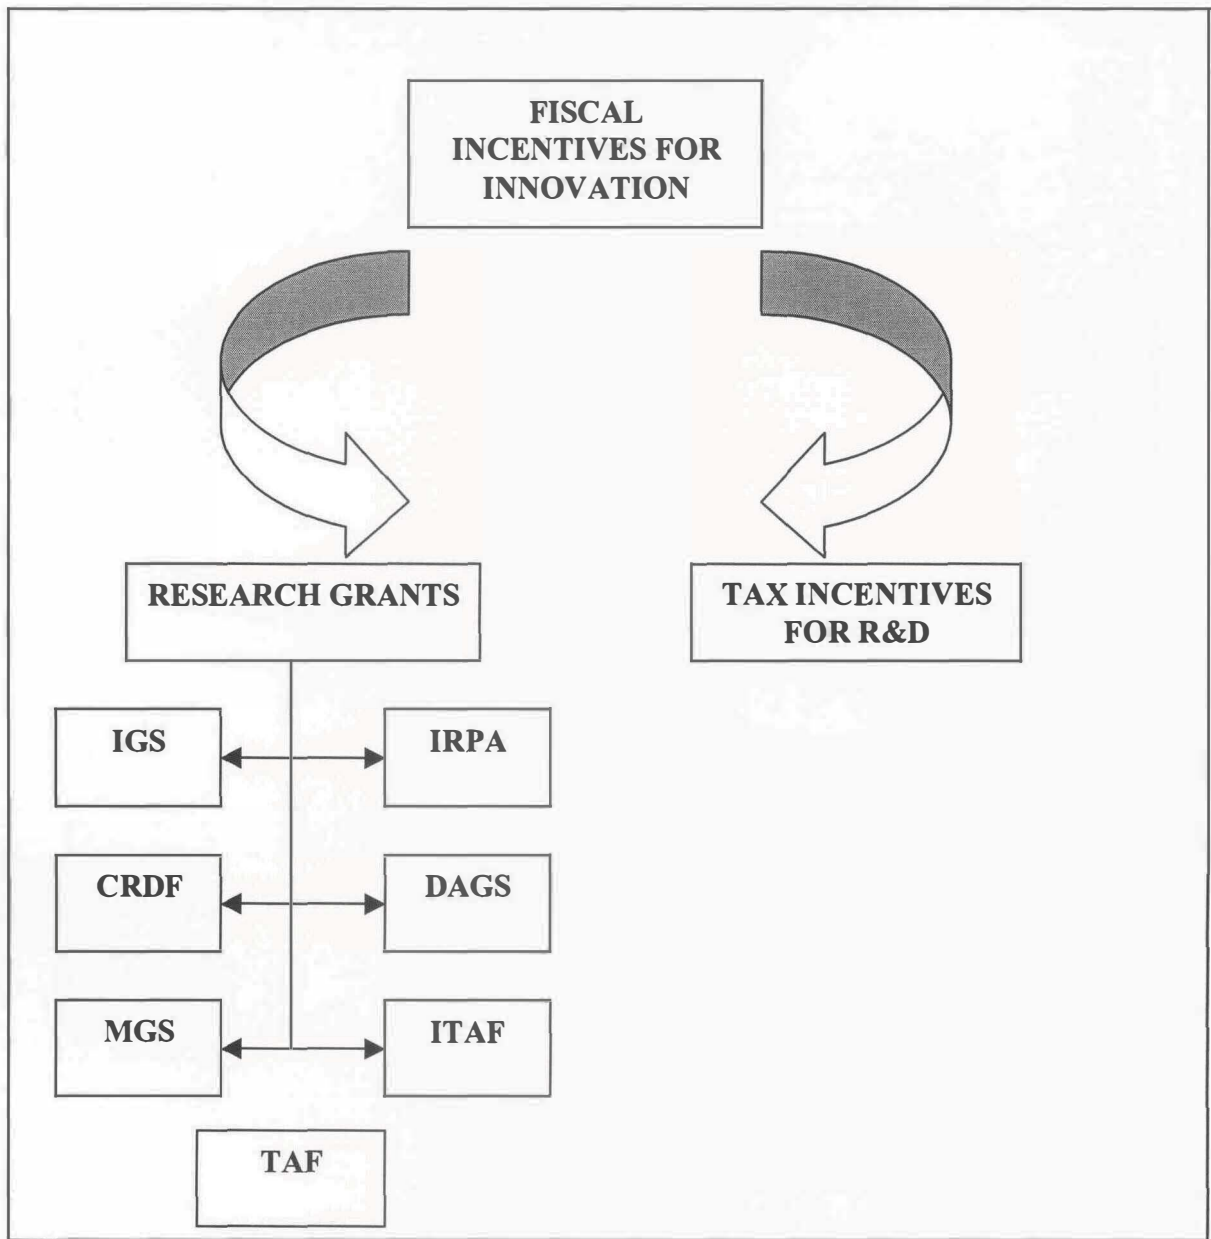 FISCAL
INCENTIVES FOR
INNOVATION
RESEARCH GRANTS
TAX INCENTIVES
FOR R&D
IGS
IRPA
CRDF
DAGS
MGS
ITAF
TAF